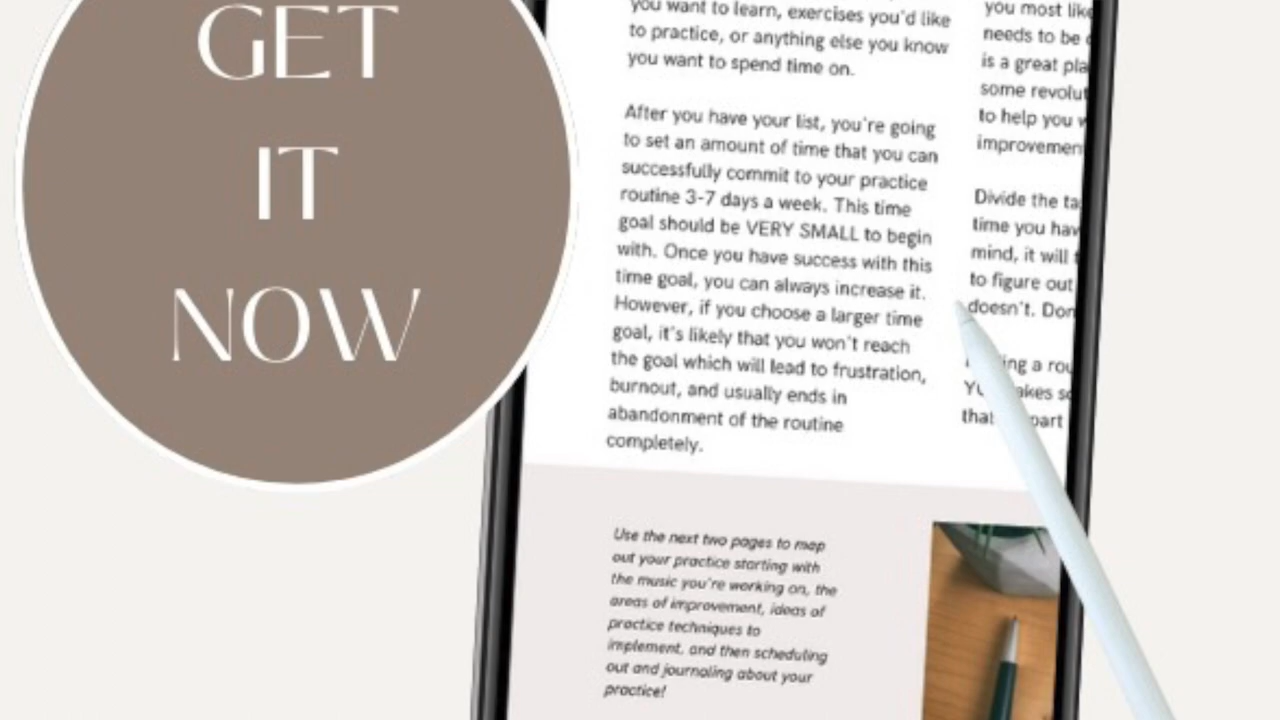 GET
IT
NOW
you want to learn, exercises you'd like
to practice, or anything else you know
you want to spend time on.
After you have your list, you're going
to set an amount of time that you can
successfully commit to your practice
routine 3-7 days a week. This time
goal should be VERY SMALL to begin
with. Once you have success with this
time goal, you can always increase it.
However, if you choose a larger time
goal, it's likely that you won't reach
the goal which will lead to frustration,
burnout, and usually ends in
abandonment of the routine
completely.
Use the next two pages to map
out your practice starting with
the music you're working on, the
areas of improvement, ideas of
practice techniques to
implement, and then scheduling
out and journaling about your
practice!
you most
needs to be
is a great
some
to help you
Divide the
time you
mind, it will
to figure out
doesn't.
a
part